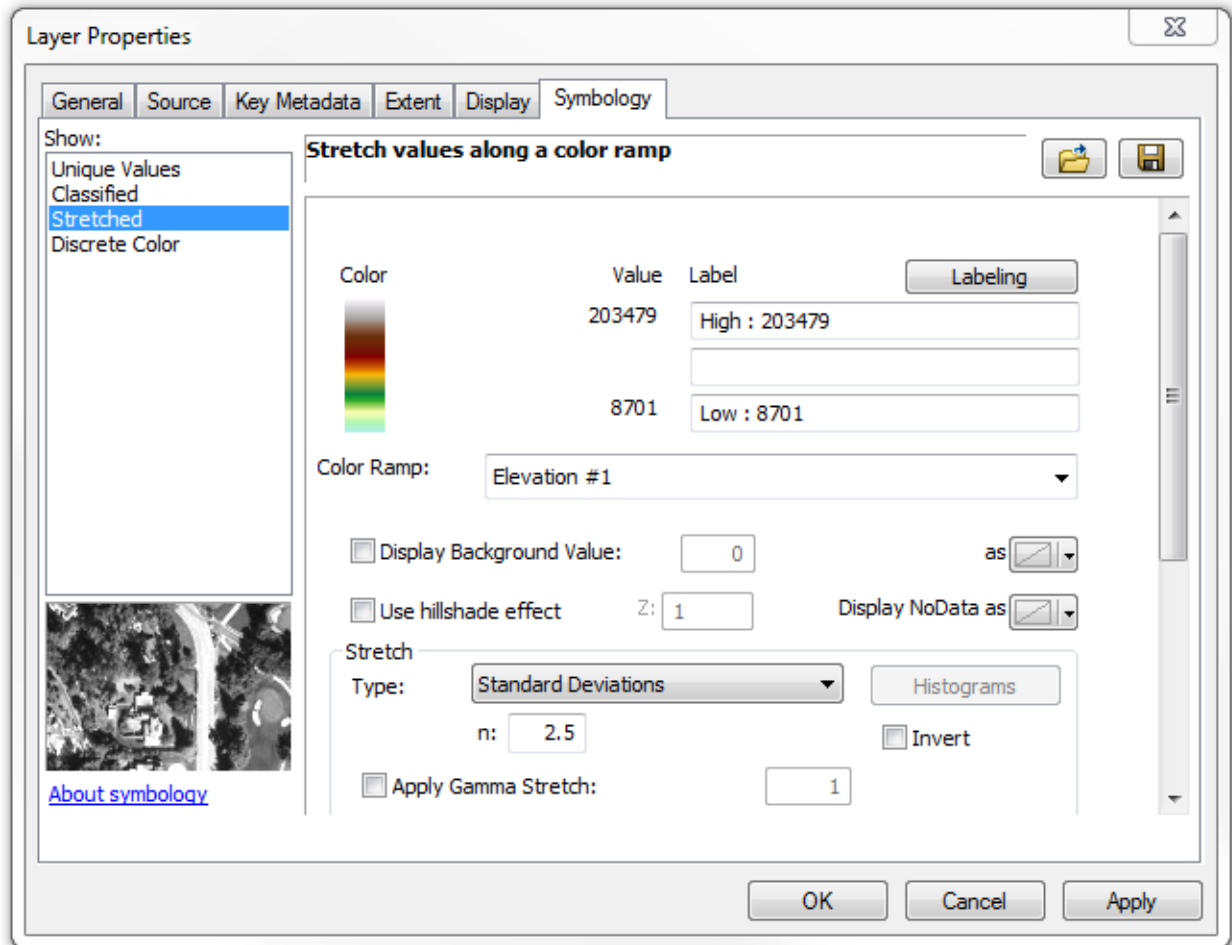 Layer Properties
General Source Key Metadata Extent Display Symbology
Show:
Unique Values
Classified
Stretched
Discrete Color
About symbology
Stretch values along a color ramp
Color Value Label Labeling
203479 High : 203479
8701 Low : 8701
Color Ramp: Elevation #1
Display Background Value: 0 as
Use hillshade effect Z: 1 Display NoData as
Stretch
Type: Standard Deviations Histograms
n: 2.5 Invert
Apply Gamma Stretch: 1
OK Cancel Apply